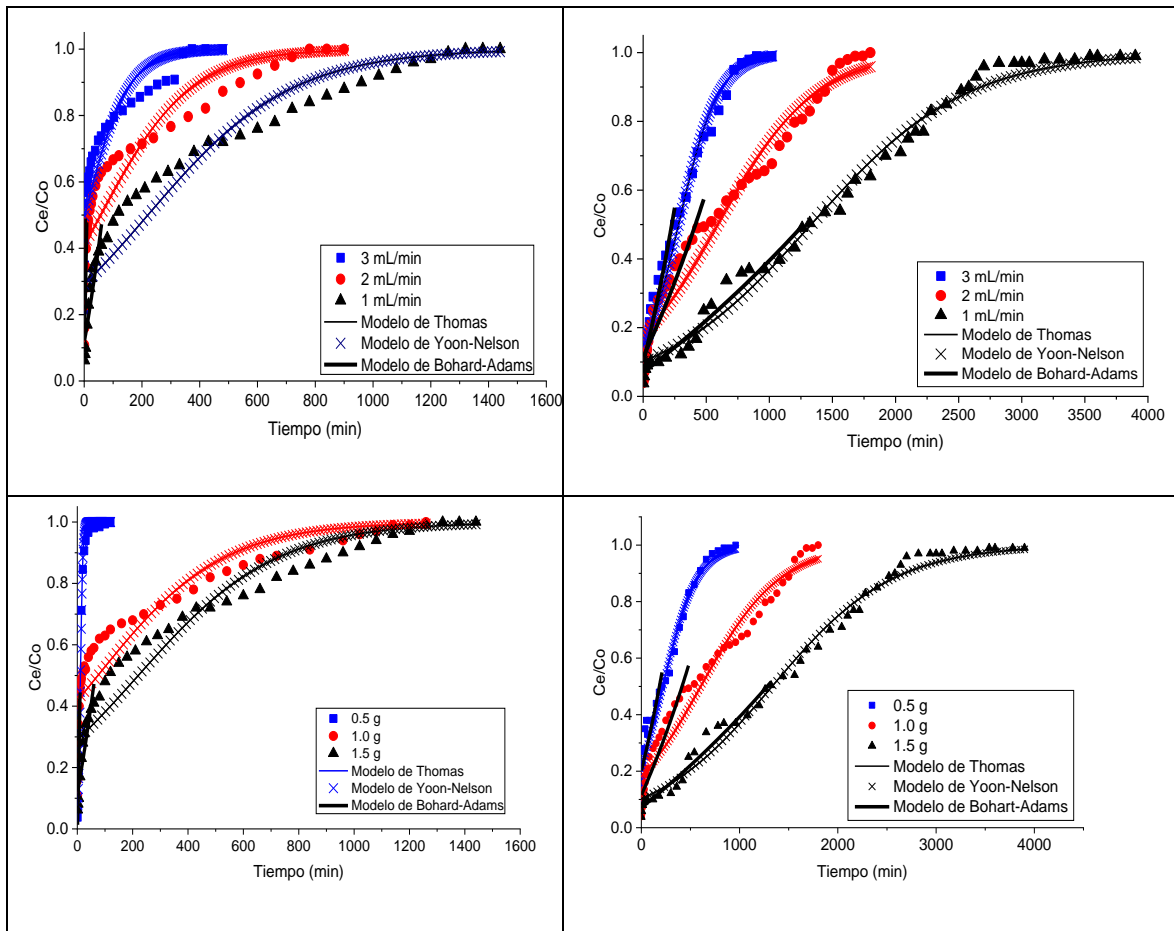 1.0
0.8
0.6
0.4
0.2
0.0
Ce/Co
0 200 400 600 800 1000 1200 1400 1600
Tiempo (min)
3 mL/min
2 mL/min
1 mL/min
Modelo de Thomas
Modelo de Yoon-Nelson
Modelo de Bohard-Adams
1.0
0.8
0.6
0.4
0.2
0.0
Ce/Co
0 500 1000 1500 2000 2500 3000 3500 4000
Tiempo (min)
3 mL/min
2 mL/min
1 mL/min
Modelo de Thomas
Modelo de Yoon-Nelson
Modelo de Bohard-Adams
1.0
0.8
0.6
0.4
0.2
0.0
Ce/Co
0 200 400 600 800 1000 1200 1400 1600
Tiempo (min)
0.5 g
1.0 g
1.5 g
Modelo de Thomas
Modelo de Yoon-Nelson
Modelo de Bohard-Adams
1.0
0.8
0.6
0.4
0.2
0.0
Ce/Co
0 1000 2000 3000 4000
Tiempo (min)
0.5 g
1.0 g
1.5 g
Modelo de Thomas
Modelo de Yoon-Nelson
Modelo de Bohart-Adams